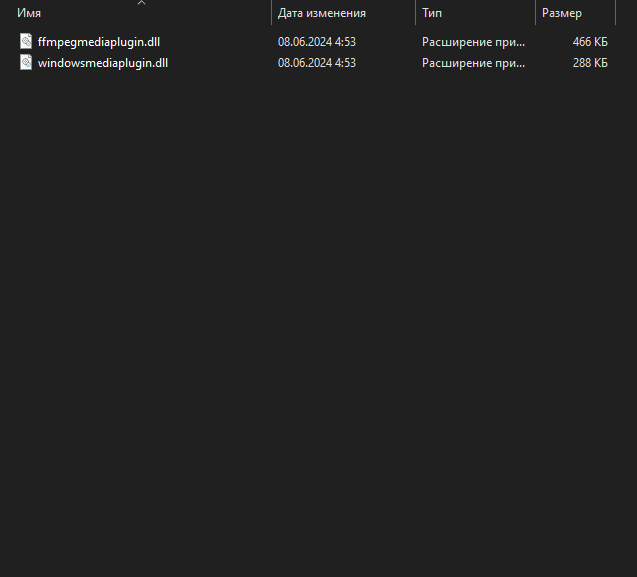 Имя Дата изменения Тип Размер
ffmpegmediaplugin.dll 08.06.2024 4:53 Расширение при... 466 КБ
windowsmediaplugin.dll 08.06.2024 4:53 Расширение при... 288 КБ